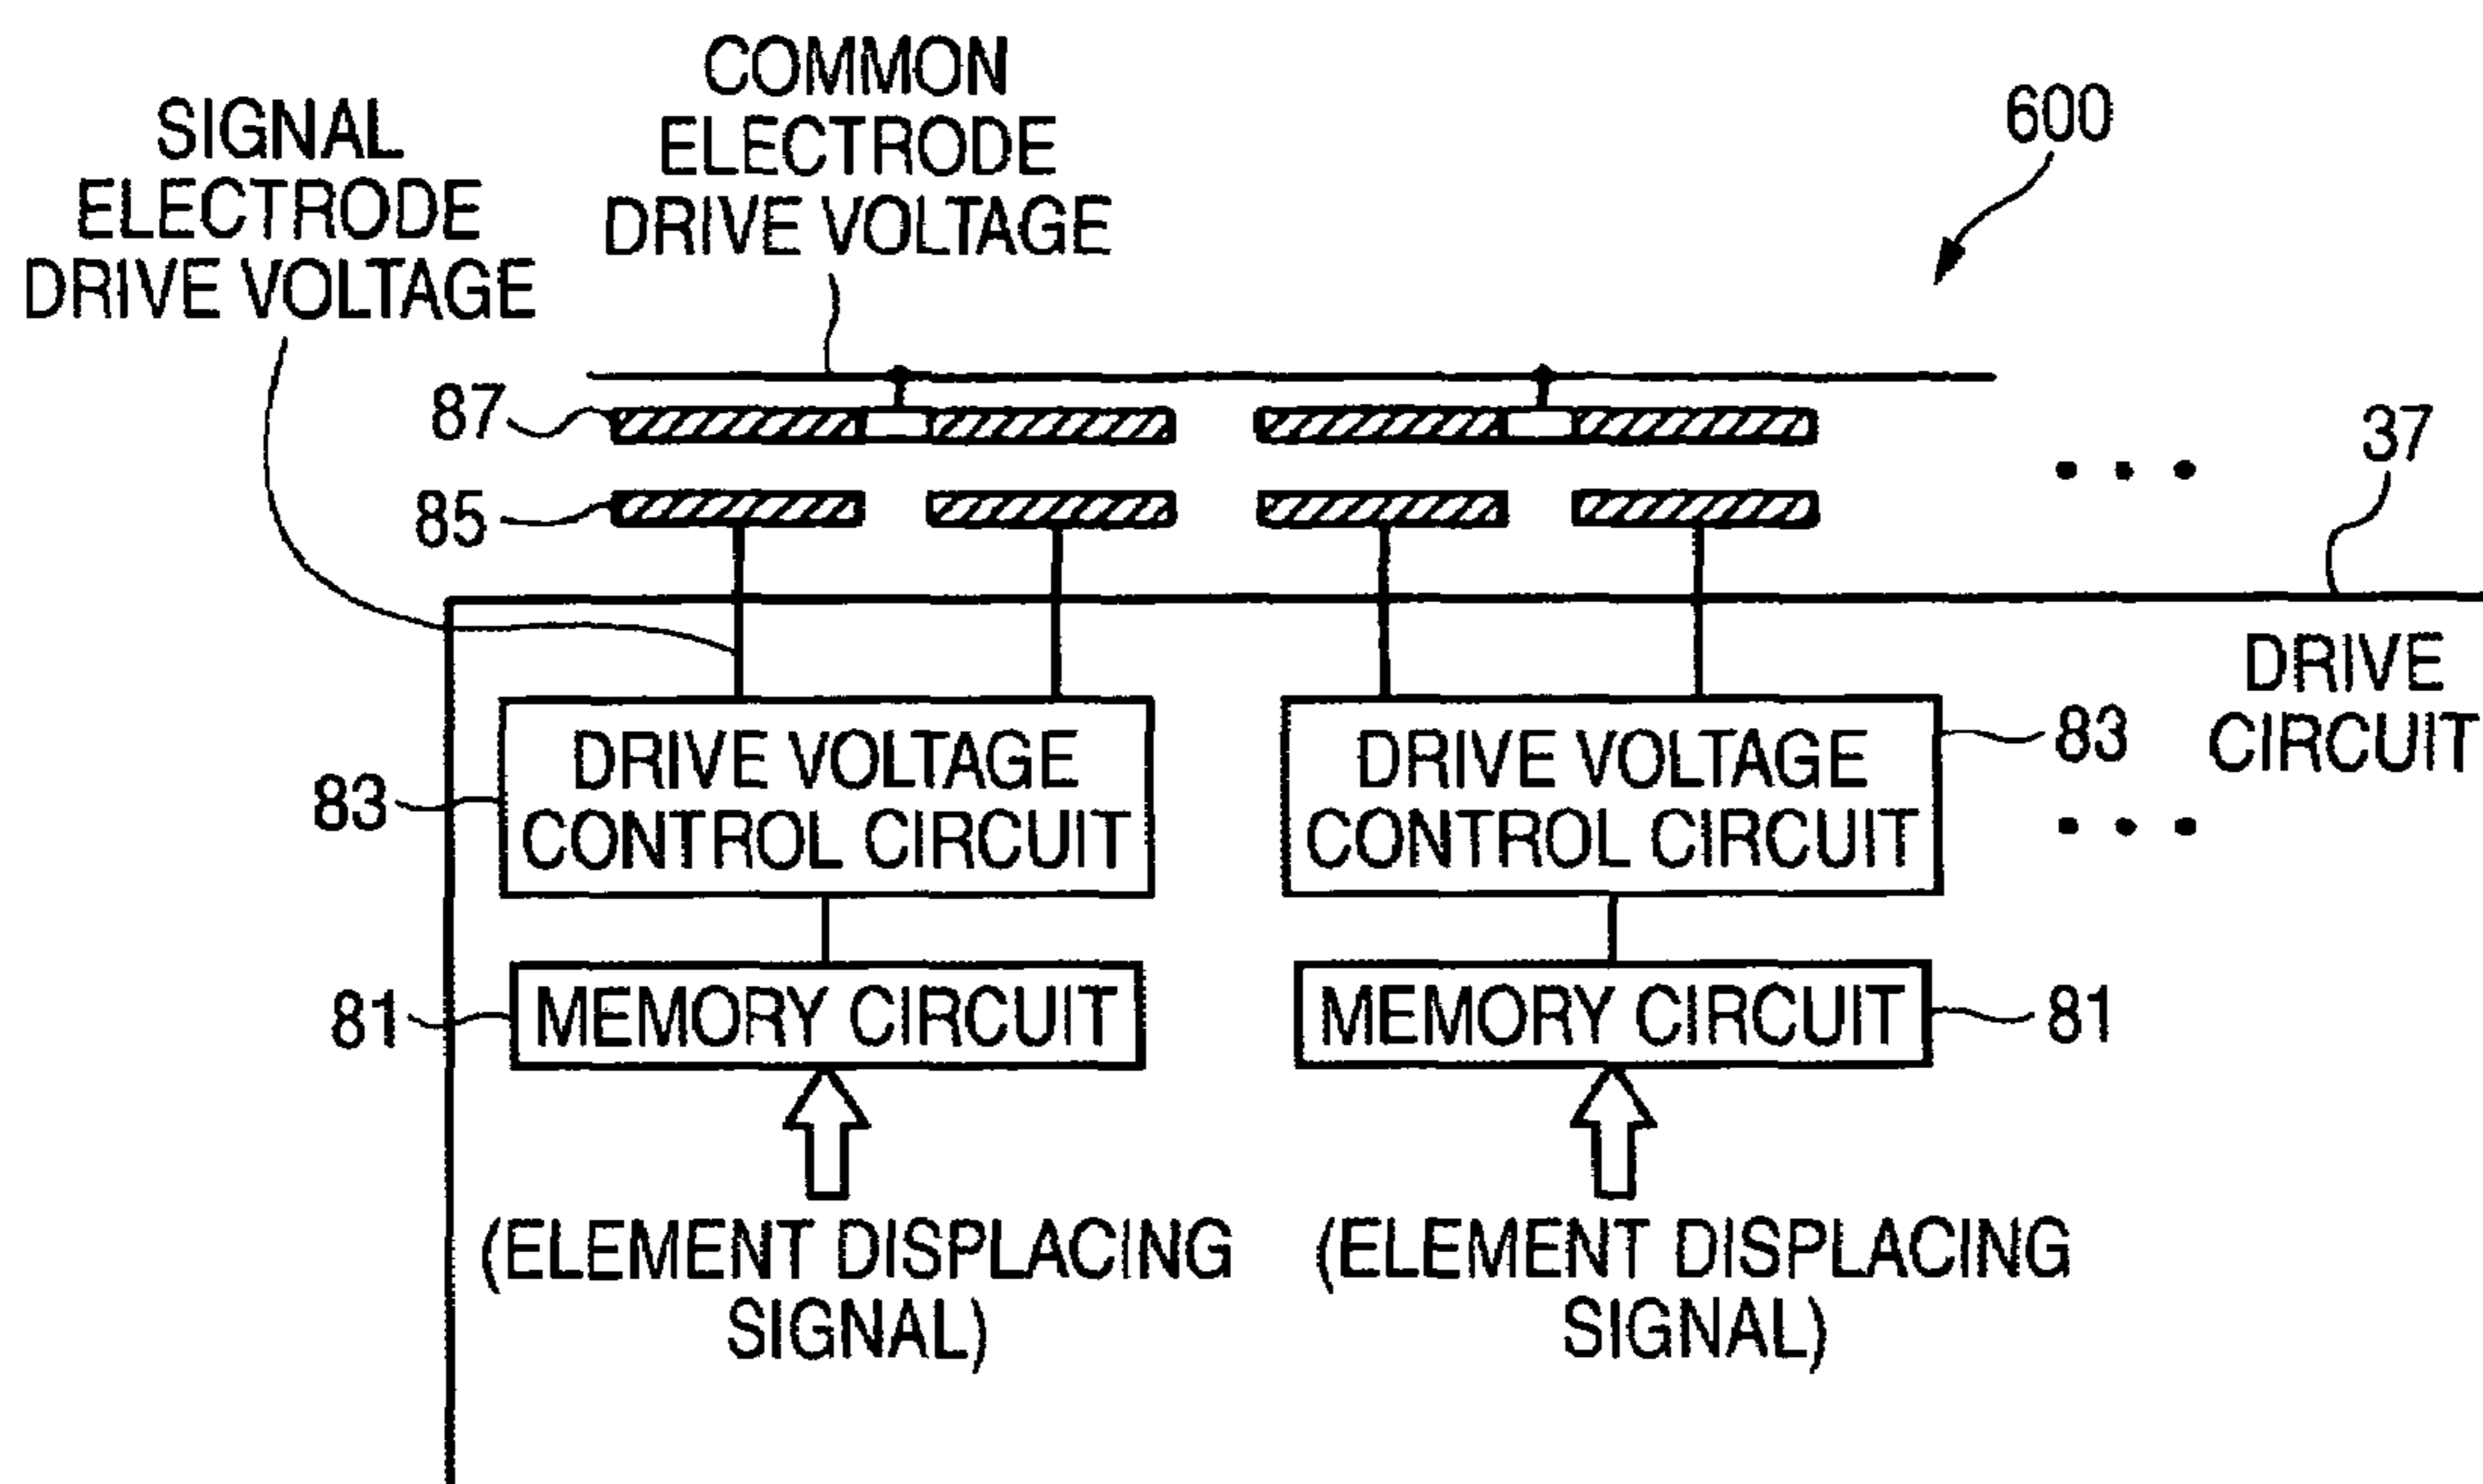 COMMON
ELECTRODE
DRIVE VOLTAGE
SIGNAL
ELECTRODE
DRIVE VOLTAGE
600
87
85
37
DRIVE
CIRCUIT
DRIVE VOLTAGE
CONTROL CIRCUIT
83
DRIVE VOLTAGE
CONTROL CIRCUIT
83
MEMORY CIRCUIT
81
MEMORY CIRCUIT
81
(ELEMENT DISPLACING
SIGNAL)
(ELEMENT DISPLACING
SIGNAL)